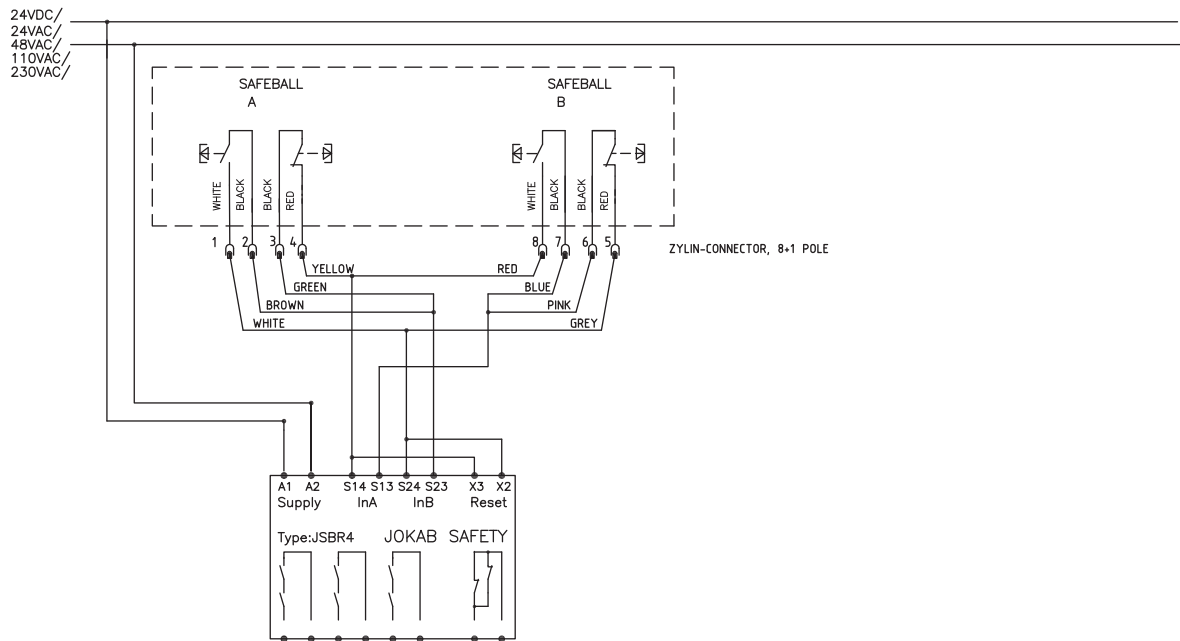 24VDC/
24VAC/
48VAC/
110VAC/
230VAC/
SAFEBALL
A
SAFEBALL
B
WHITE
BLACK
BLACK
RED
WHITE
BLACK
BLACK
RED
1 2 3 4 8 7 6 5
ZYLIN-CONNECTOR, 8+1 POLE
YELLOW RED
GREEN BLUE
BROWN PINK
WHITE GREY
A1 A2 S14 S13 S24 S23 X3 X2
Supply InA InB Reset
Type:JSBR4 JOKAB SAFETY